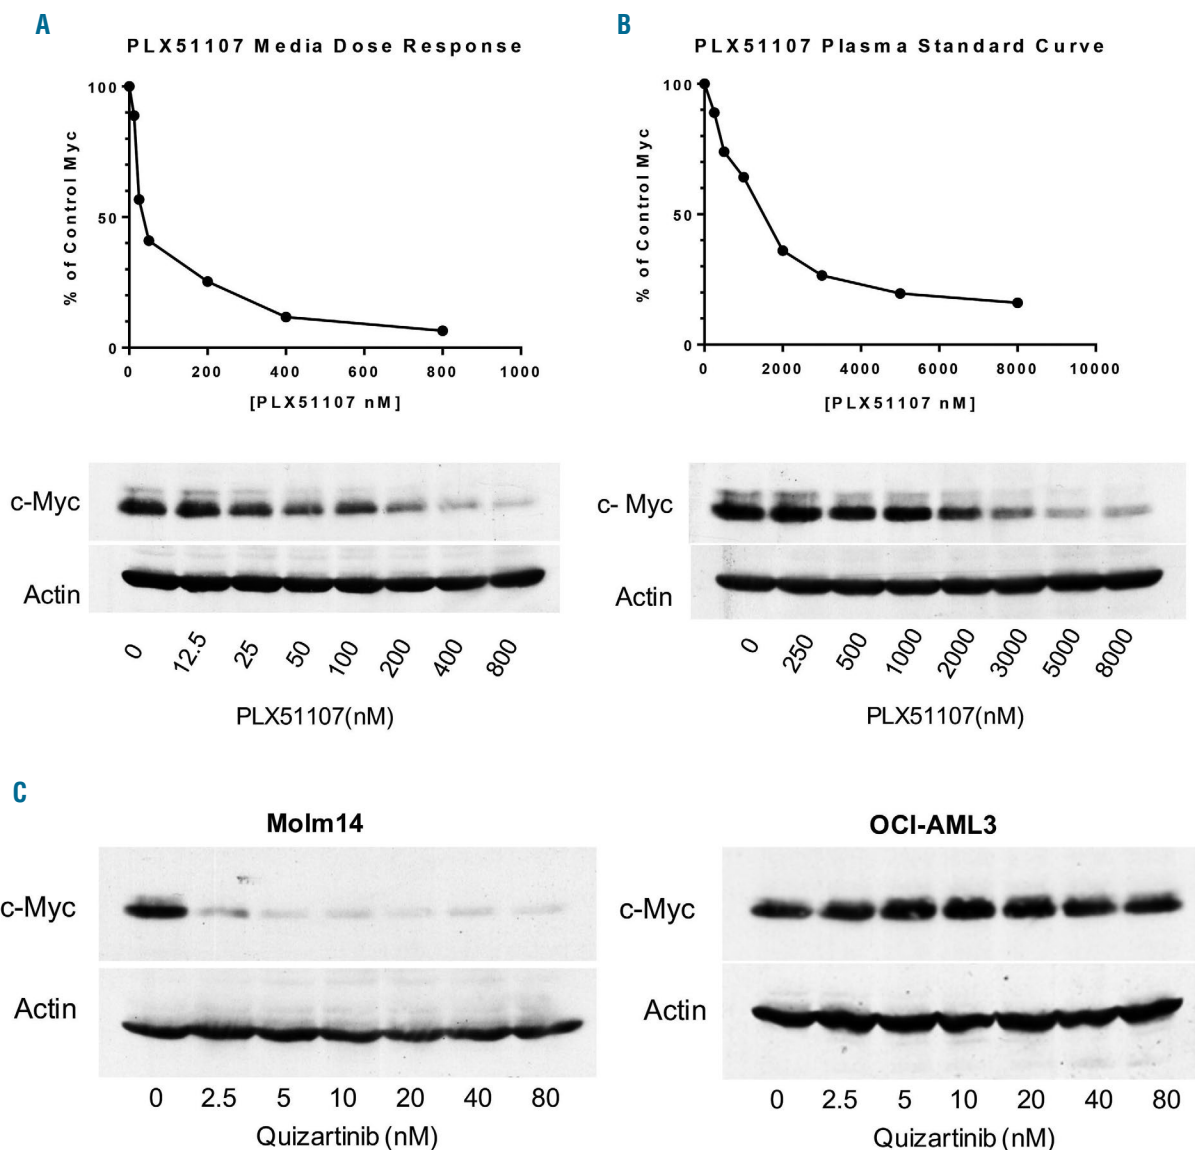 A
PLX51107 Media Dose Response
100
50
0
% of Control Myc
0 200 400 600 800 1000
[PLX51107 nM]
c-Myc
Actin
0 12.5 25 50 100 200 400 800
PLX51107(nM)
B
PLX51107 Plasma Standard Curve
100
50
0
% of Control Myc
0 2000 4000 6000 8000 10000
[PLX51107 nM]
c- Myc
Actin
0 250 500 1000 2000 3000 5000 8000
PLX51107(nM)
C
Molm14
c-Myc
Actin
0 2.5 5 10 20 40 80
Quizartinib (nM)
OCI-AML3
c-Myc
Actin
0 2.5 5 10 20 40 80
Quizartinib (nM)